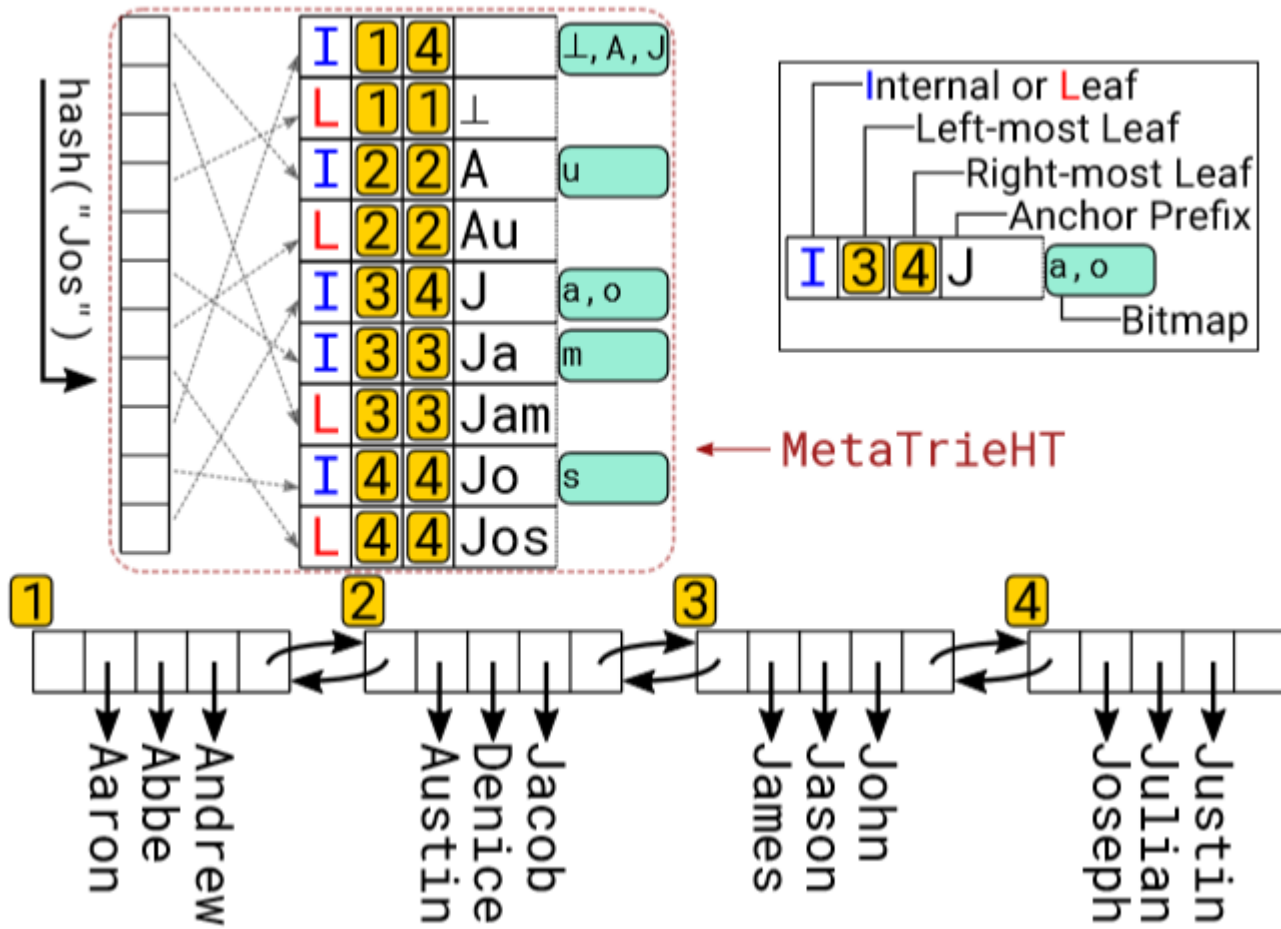 hash("Jos")
I 1 4 ⊥,A,J
L 1 1 ⊥
I 2 2 A u
L 2 2 Au
I 3 4 J a,o
I 3 3 Ja m
L 3 3 Jam
I 4 4 Jo s
L 4 4 Jos
Internal or Leaf
Left-most Leaf
Right-most Leaf
Anchor Prefix
I 3 4 J a,o
Bitmap
MetaTrieHT
1
2
3
4
Aaron
Abbe
Andrew
Austin
Denice
Jacob
James
Jason
John
Joseph
Julian
Justin